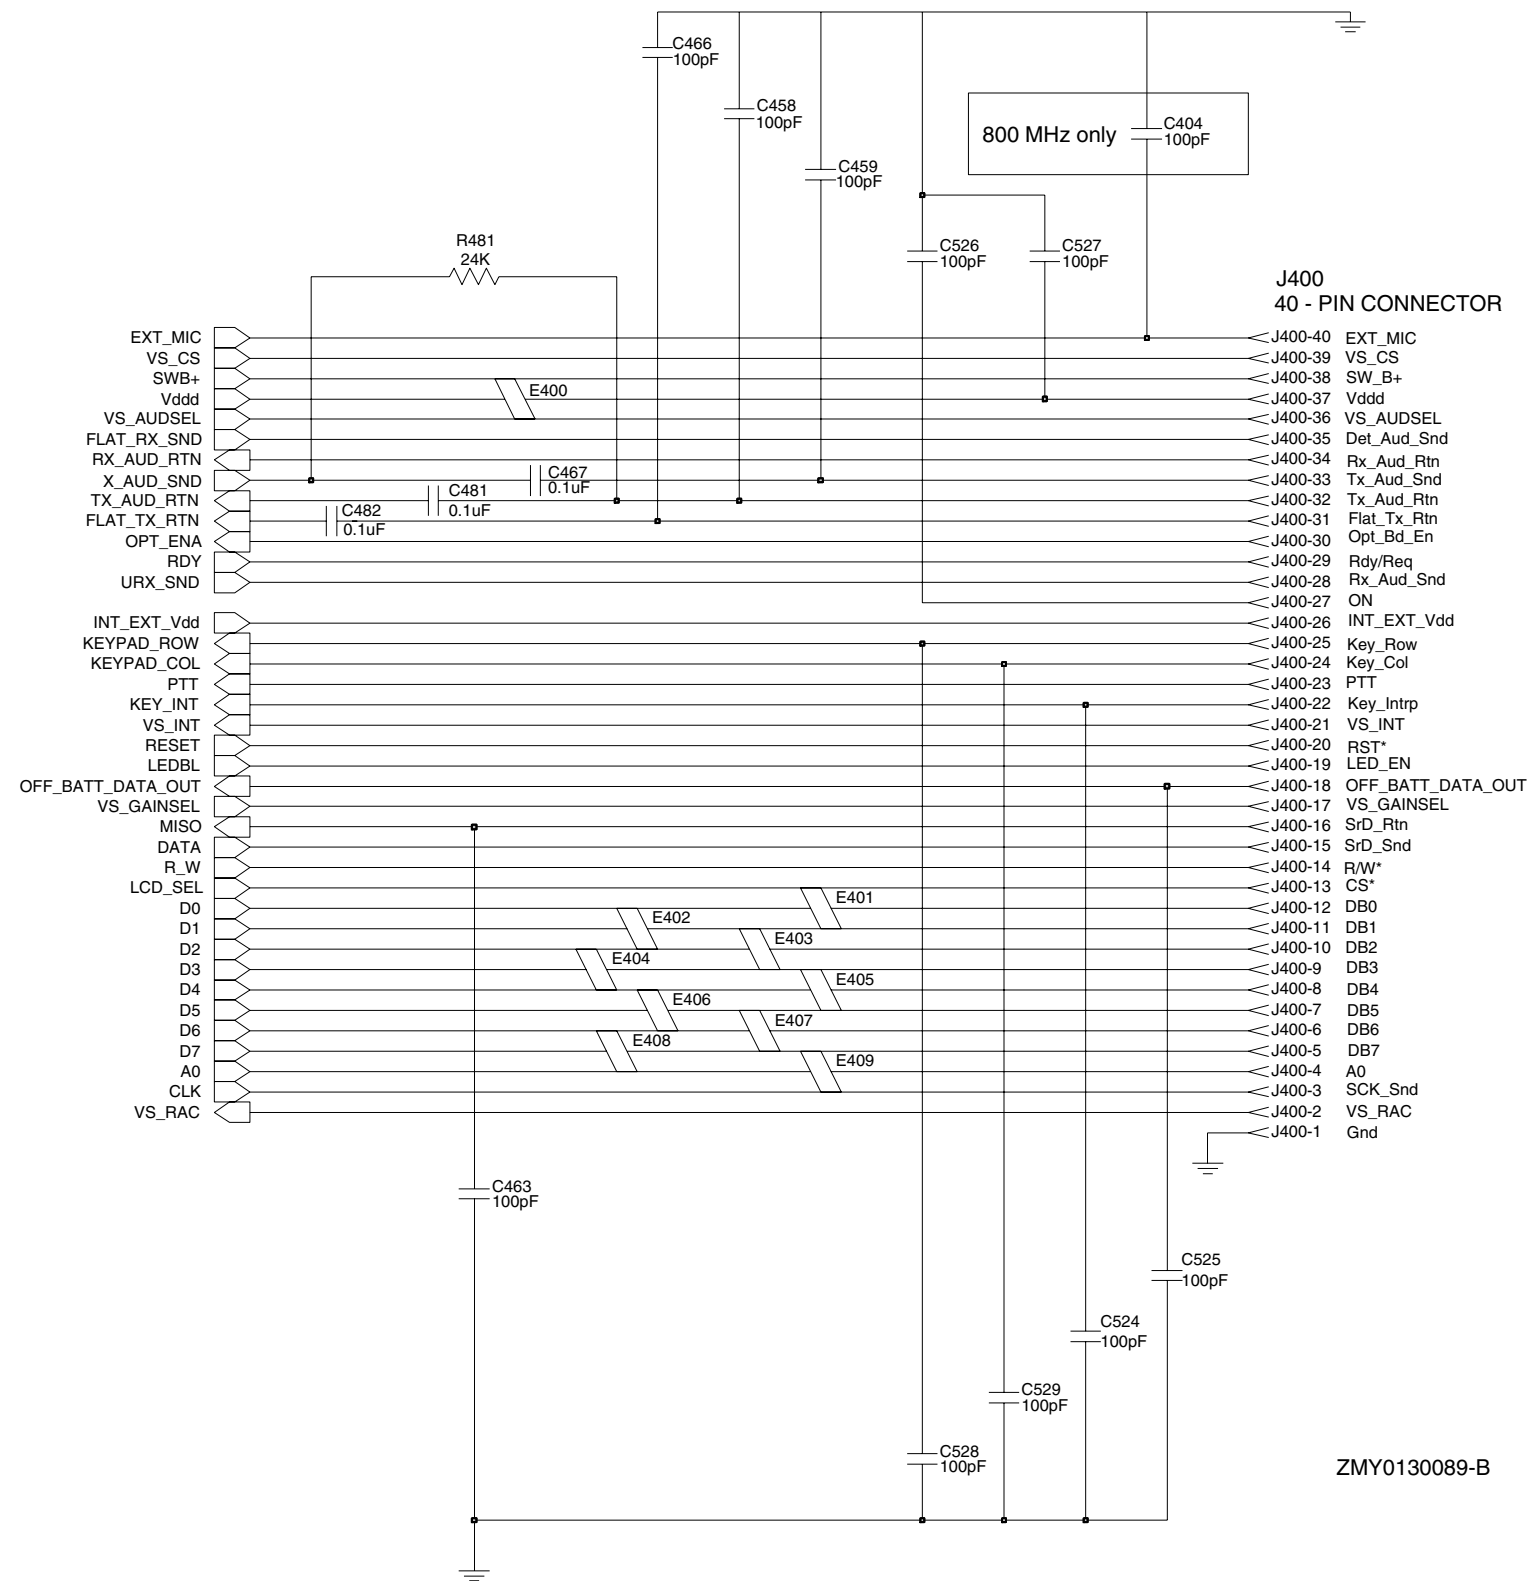 C466
100pF
C458
100pF
800 MHz only
C404
100pF
C459
100pF
R481
24K
C526
100pF
C527
100pF
J400
40 - PIN CONNECTOR
EXT_MIC J400-40 EXT_MIC
VS_CS J400-39 VS_CS
SWB+ J400-38 SW_B+
E400
Vddd J400-37 Vddd
VS_AUDSEL J400-36 VS_AUDSEL
FLAT_RX_SND J400-35 Det_Aud_Snd
RX_AUD_RTN J400-34 Rx_Aud_Rtn
X_AUD_SND C467 J400-33 Tx_Aud_Snd
0.1uF
TX_AUD_RTN C481 J400-32 Tx_Aud_Rtn
0.1uF
FLAT_TX_RTN C482 J400-31 Flat_Tx_Rtn
0.1uF
OPT_ENA J400-30 Opt_Bd_En
RDY J400-29 Rdy/Req
URX_SND J400-28 Rx_Aud_Snd
J400-27 ON
INT_EXT_Vdd J400-26 INT_EXT_Vdd
KEYPAD_ROW J400-25 Key_Row
KEYPAD_COL J400-24 Key_Col
PTT J400-23 PTT
KEY_INT J400-22 Key_Intrp
VS_INT J400-21 VS_INT
RESET J400-20 RST*
LEDBL J400-19 LED_EN
OFF_BATT_DATA_OUT J400-18 OFF_BATT_DATA_OUT
VS_GAINSEL J400-17 VS_GAINSEL
MISO J400-16 SrD_Rtn
DATA J400-15 SrD_Snd
R_W J400-14 R/W*
LCD_SEL J400-13 CS*
E401
D0 J400-12 DB0
E402
D1 J400-11 DB1
E403
D2 J400-10 DB2
E404
D3 J400-9 DB3
E405
D4 J400-8 DB4
E406
D5 J400-7 DB5
E407
D6 J400-6 DB6
E408
D7 J400-5 DB7
E409
A0 J400-4 A0
CLK J400-3 SCK_Snd
VS_RAC J400-2 VS_RAC
J400-1 Gnd
C463
100pF
C525
100pF
C524
100pF
C529
100pF
C528
100pF
ZMY0130089-B